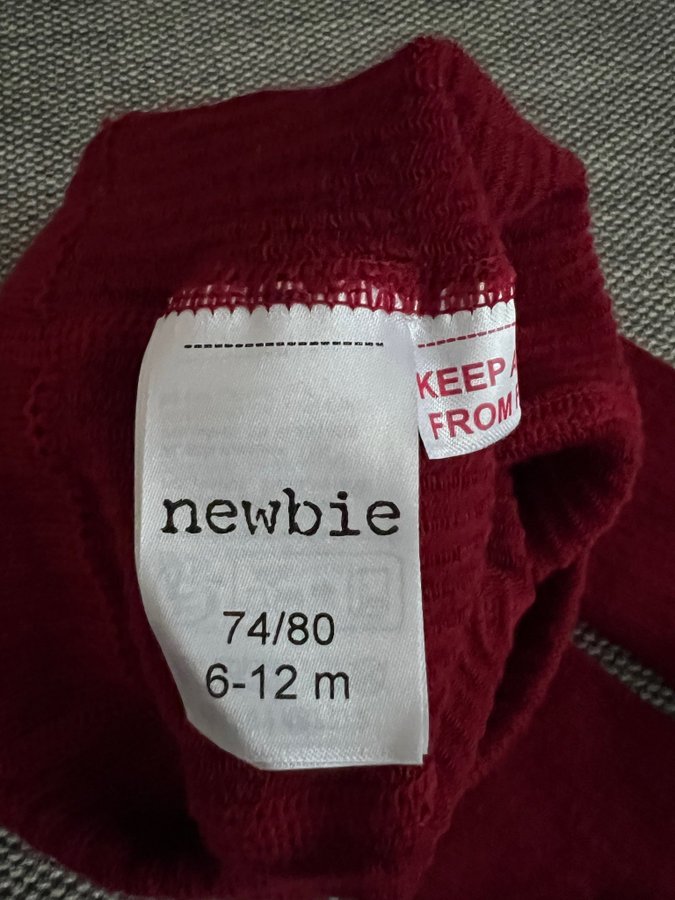 newbie
74/80
6-12 m
KEEP
FROM